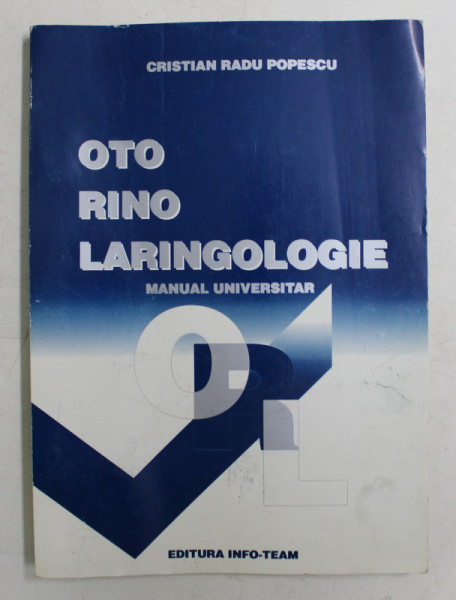 CRISTIAN RADU POPESCU
OTO
RINO
LARINGOLOGIE
MANUAL UNIVERSITAR
ORL
EDITURA INFO-TEAM